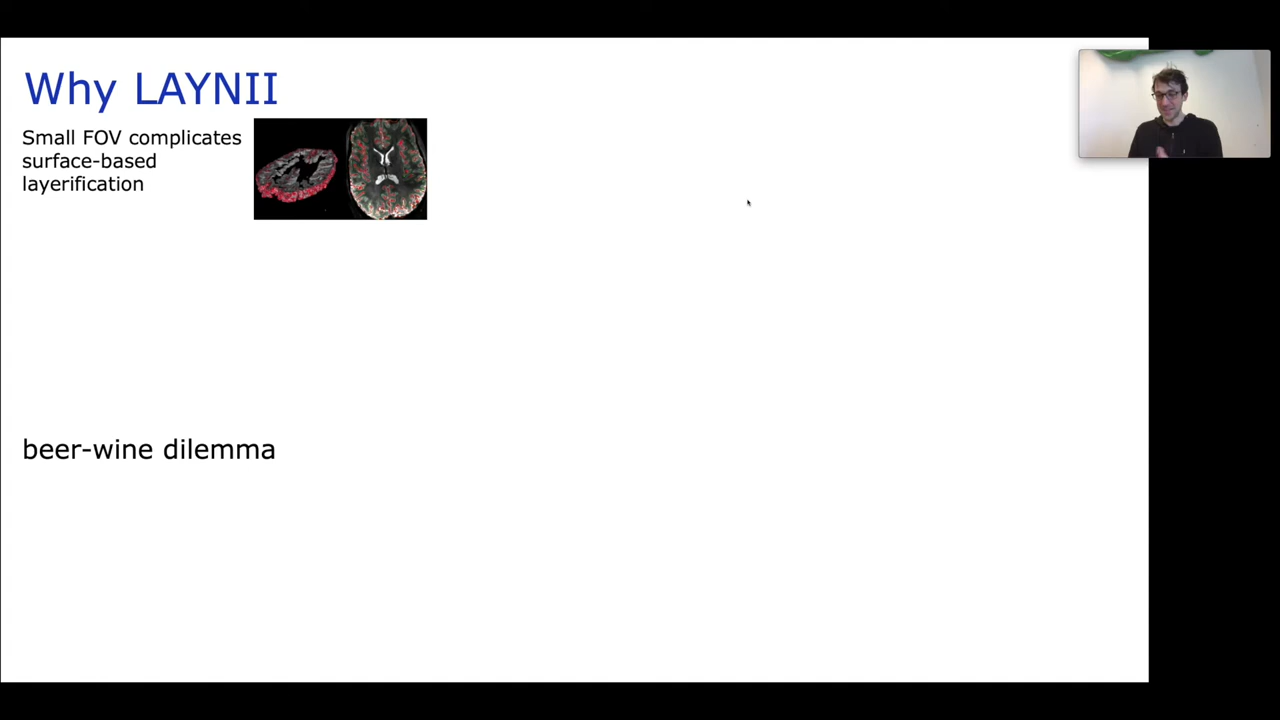 Why LAYNII
Small FOV complicates
surface-based
layerification
beer-wine dilemma